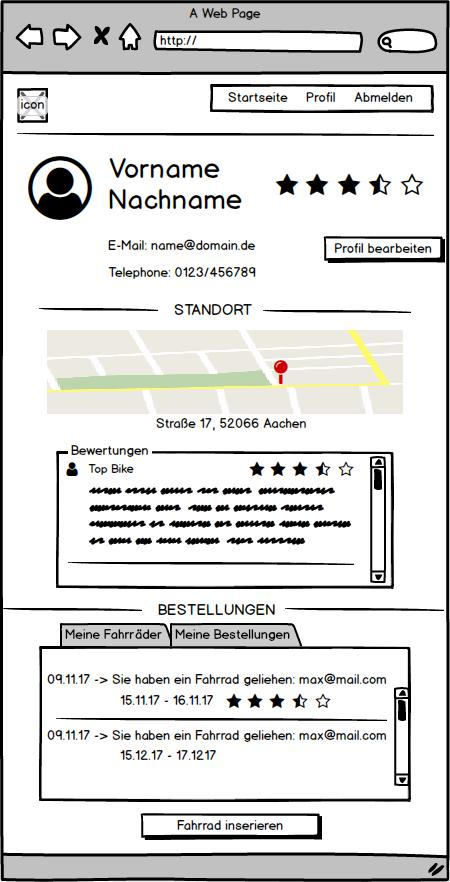 A Web Page
http://
icon
Startseite Profil Abmelden
Vorname
Nachname
E-Mail: name@domain.de
Profil bearbeiten
Telephone: 0123/456789
STANDORT
Straße 17, 52066 Aachen
Bewertungen
Top Bike
BESTELLUNGEN
Meine Fahrräder Meine Bestellungen
09.11.17 -> Sie haben ein Fahrrad geliehen: max@mail.com
15.11.17 - 16.11.17
09.11.17 -> Sie haben ein Fahrrad geliehen: max@mail.com
15.12.17 - 17.1217
Fahrrad inserieren